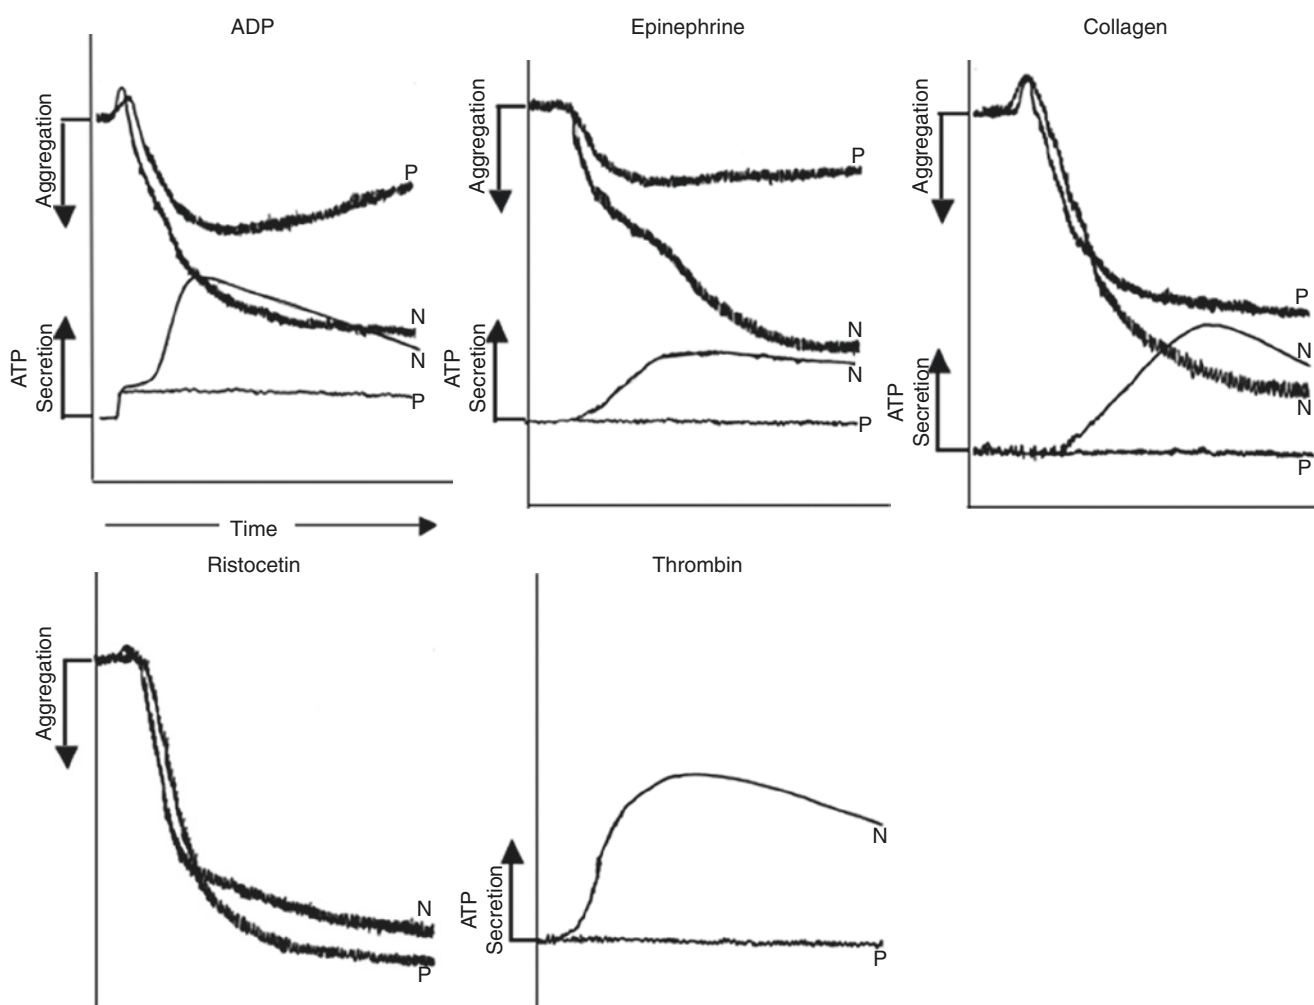 ADP
Aggregation
ATP
Secretion
P
N
N
P
Time
Epinephrine
Aggregation
ATP
Secretion
P
N
N
P
Collagen
Aggregation
ATP
Secretion
P
N
N
P
Ristocetin
Aggregation
N
P
Thrombin
ATP
Secretion
N
P